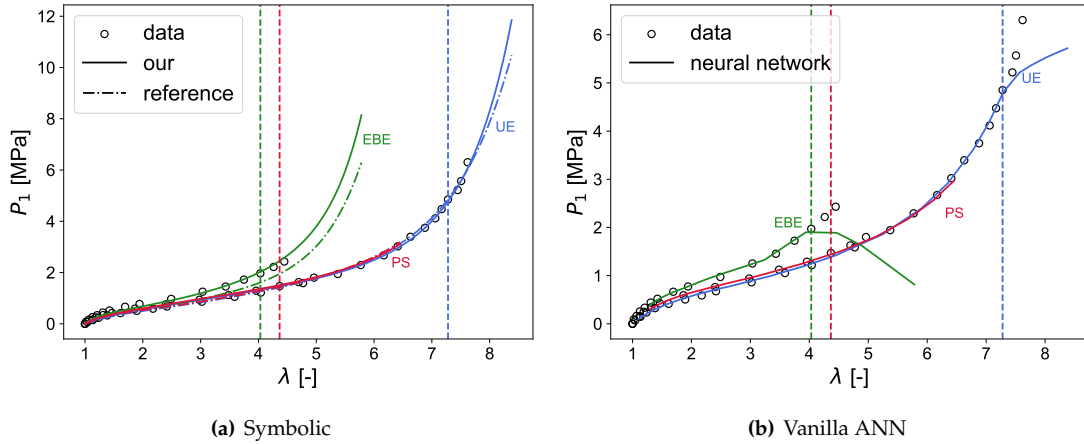 data
our
reference
EBE
UE
PS
P₁ [MPa]
12
10
8
6
4
2
0
1 2 3 4 5 6 7 8
λ [-]
(a) Symbolic
data
neural network
UE
PS
EBE
P₁ [MPa]
6
5
4
3
2
1
0
1 2 3 4 5 6 7 8
λ [-]
(b) Vanilla ANN